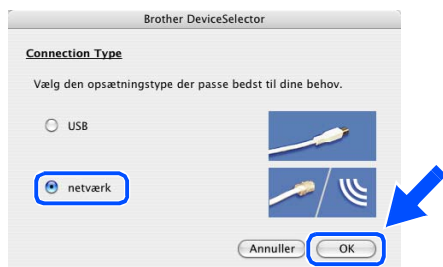 Brother DeviceSelector
Connection Type
Vælg den opsætningstype der passe bedst til dine behov.
USB
netværk
Annuller OK